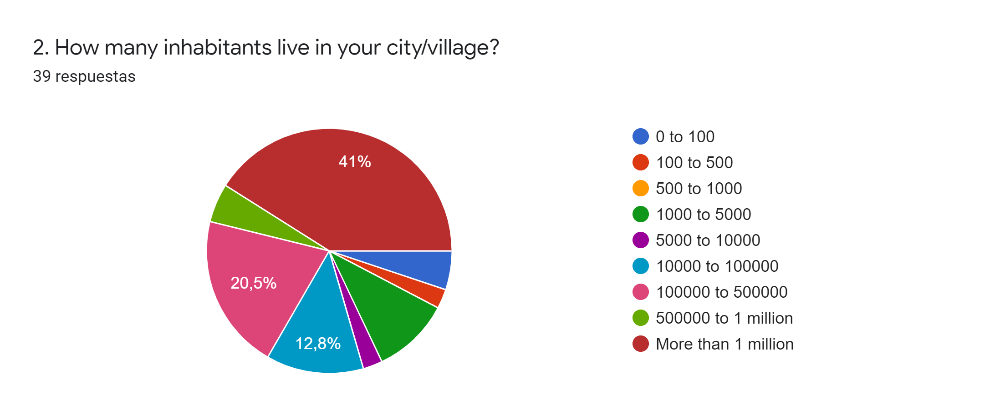 2. How many inhabitants live in your city/village?
39 respuestas
41%
20,5%
12,8%
0 to 100
100 to 500
500 to 1000
1000 to 5000
5000 to 10000
10000 to 100000
100000 to 500000
500000 to 1 million
More than 1 million